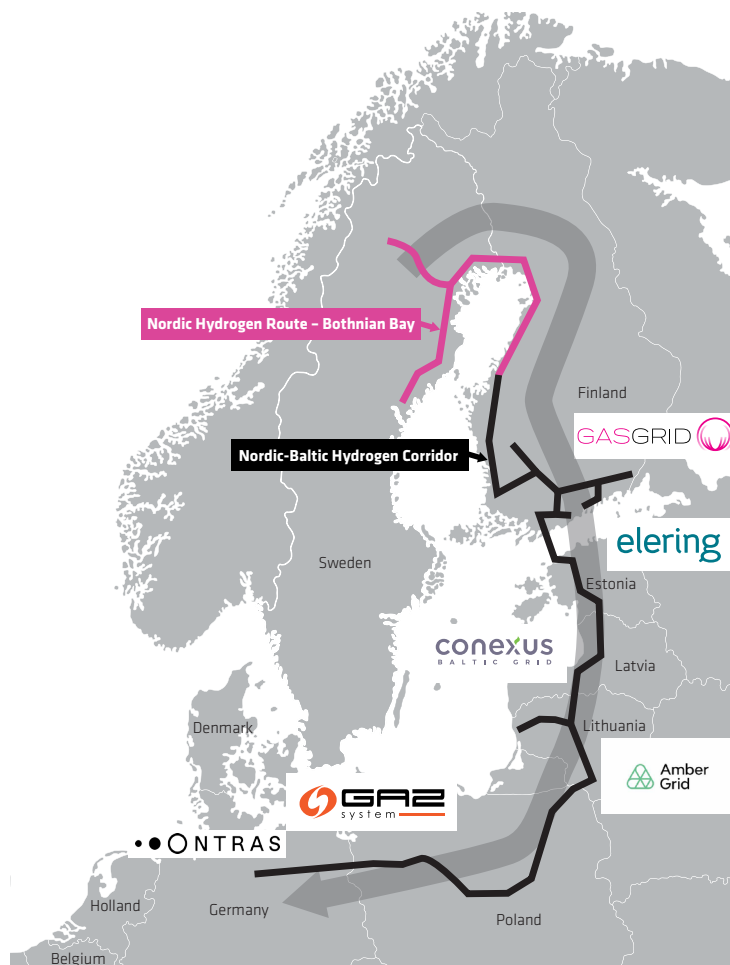 Nordic Hydrogen Route – Bothnian Bay
Finland
GASGRID
Nordic-Baltic Hydrogen Corridor
elering
Sweden
Estonia
conexus
BALTIC GRID
Latvia
Denmark
Lithuania
Amber
Grid
GAZ
system
ONTRAS
Holland
Germany
Poland
Belgium